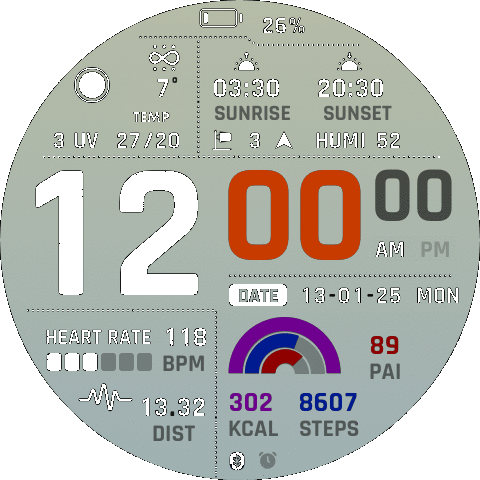 26%
7°
03:30 20:30
TEMP SUNRISE SUNSET
3 UV 27/20 3 HUMI 52
12 00 00
AM PM
DATE 13-01-25 MON
HEART RATE 118
BPM
89
PAI
13.32 302 8607
DIST KCAL STEPS